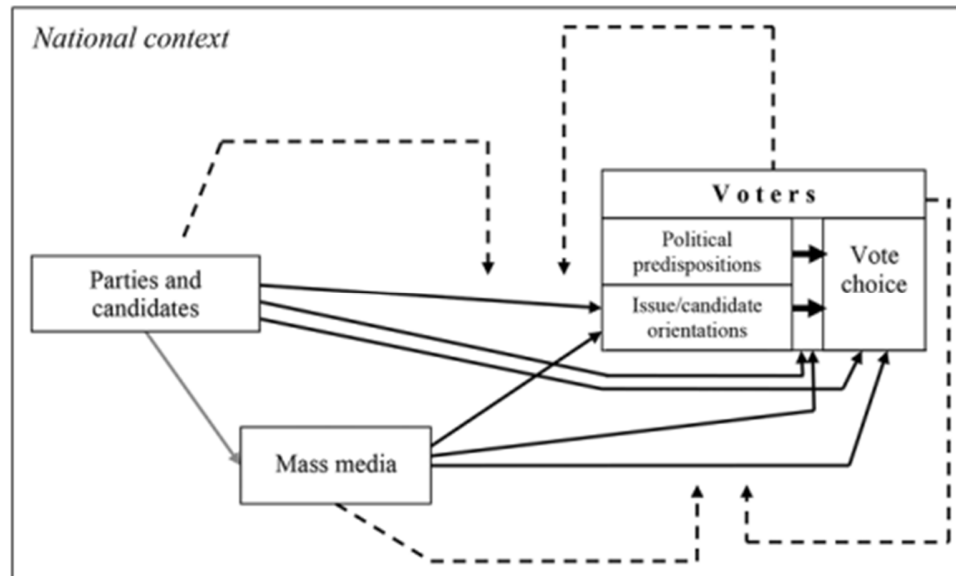 National context
Voters
Political
predispositions
Vote
choice
Parties and
candidates
Issue/candidate
orientations
Mass media